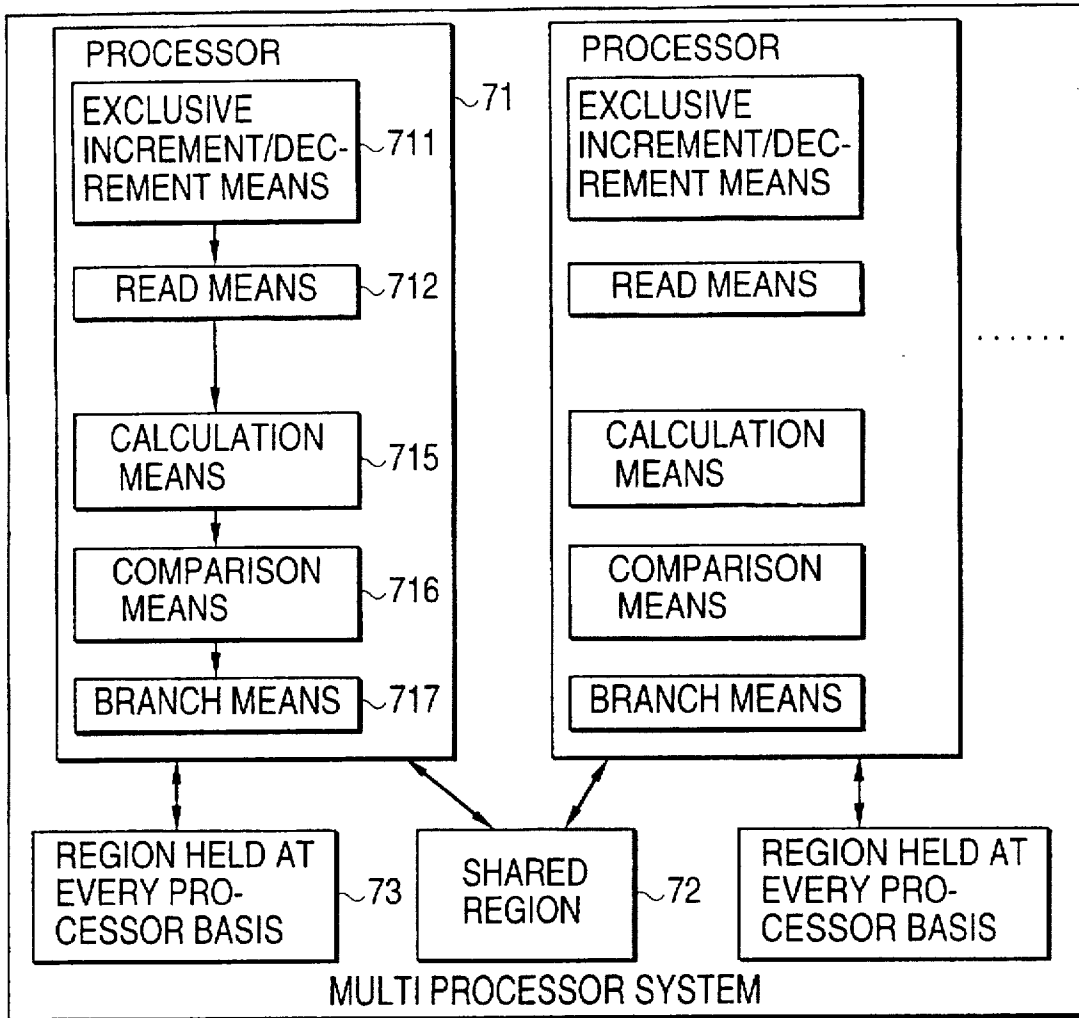 PROCESSOR
71
EXCLUSIVE
INCREMENT/DEC-
REMENT MEANS
711
READ MEANS
712
CALCULATION
MEANS
715
COMPARISON
MEANS
716
BRANCH MEANS
717
PROCESSOR
EXCLUSIVE
INCREMENT/DEC-
REMENT MEANS
READ MEANS
CALCULATION
MEANS
COMPARISON
MEANS
BRANCH MEANS
......
REGION HELD AT
EVERY PRO-
CESSOR BASIS
73
SHARED
REGION
72
REGION HELD AT
EVERY PRO-
CESSOR BASIS
MULTI PROCESSOR SYSTEM